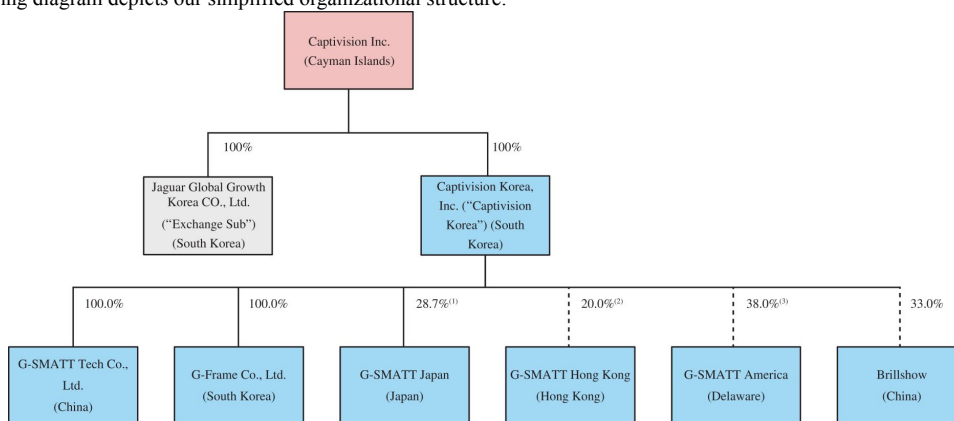 ing diagram depicts our simplified organizational structure.
Captivision Inc.
(Cayman Islands)
100%
100%
Jaguar Global Growth
Korea CO., Ltd.
(“Exchange Sub”)
(South Korea)
Captivision Korea,
Inc. (“Captivision
Korea”) (South
Korea)
100.0%
100.0%
28.7%(1)
20.0%(2)
38.0%(3)
33.0%
G-SMATT Tech Co.,
Ltd.
(China)
G-Frame Co., Ltd.
(South Korea)
G-SMATT Japan
(Japan)
G-SMATT Hong Kong
(Hong Kong)
G-SMATT America
(Delaware)
Brillshow
(China)